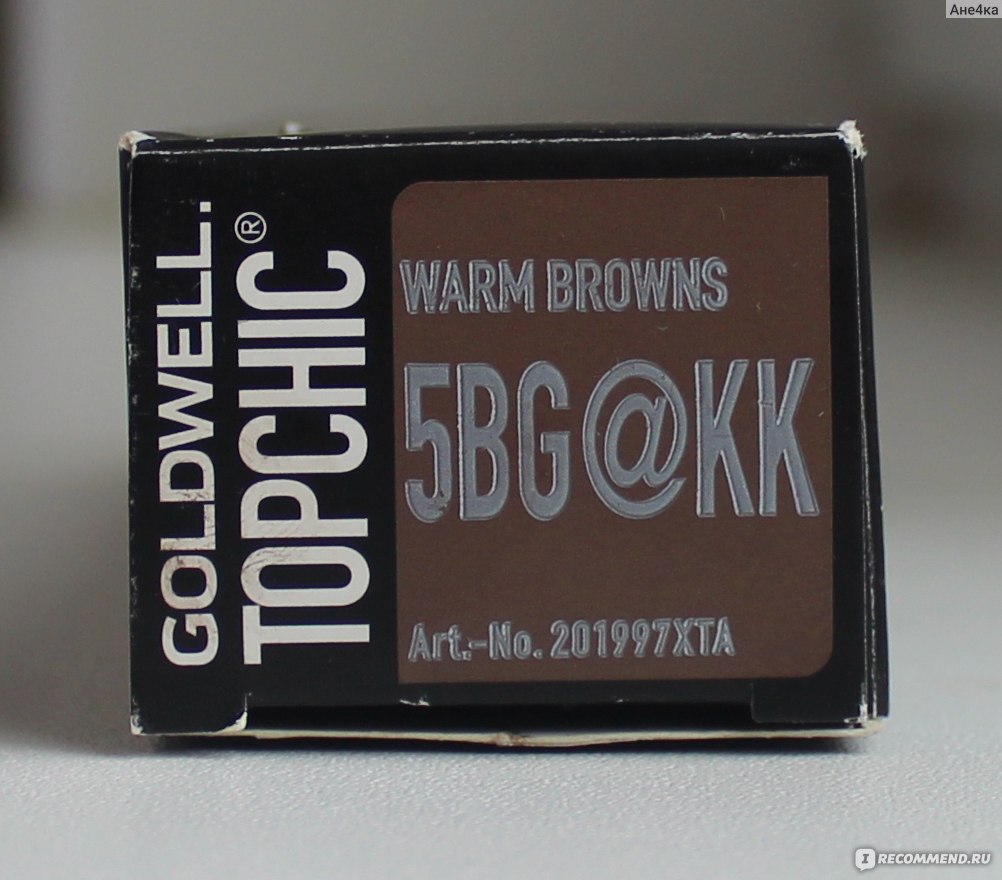 Ане4ка
GOLDWELL.
TOPCHIC®
WARM BROWNS
5BG@KK
Art.-No. 201997XTA
I RECOMMEND.RU